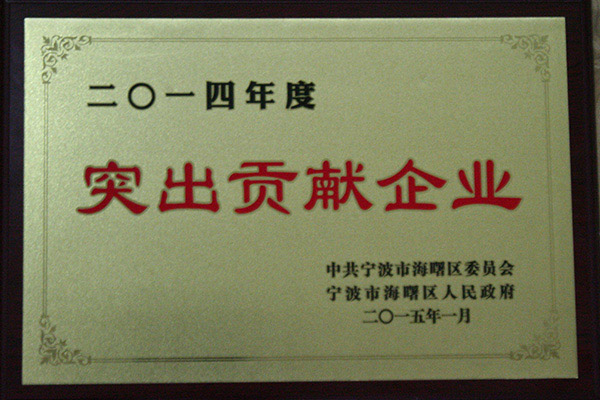 二〇一四年度
突出贡献企业
中共宁波市海曙区委员会
宁波市海曙区人民政府
二〇一五年一月